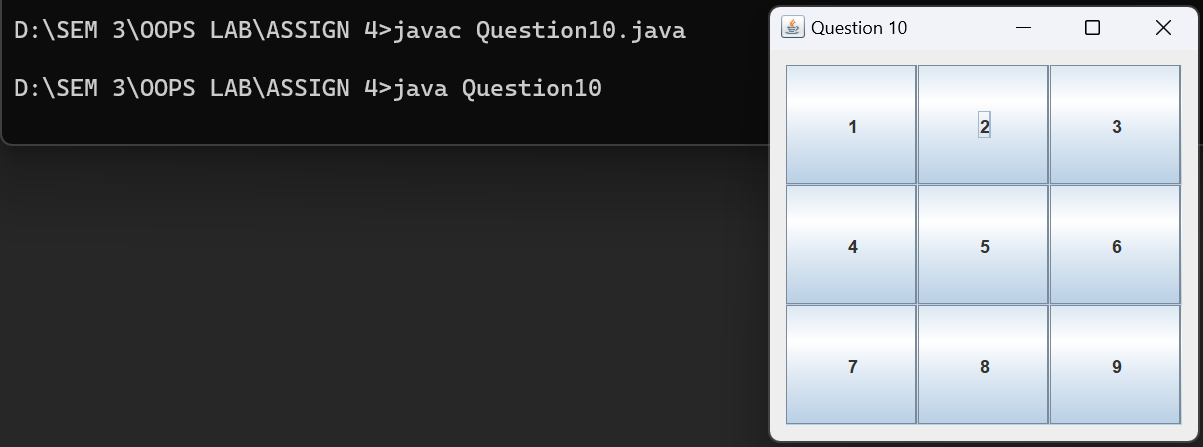 D:\SEM 3\OOPS LAB\ASSIGN 4>javac Question10.java
D:\SEM 3\OOPS LAB\ASSIGN 4>java Question10
Question 10
1 2 3
4 5 6
7 8 9